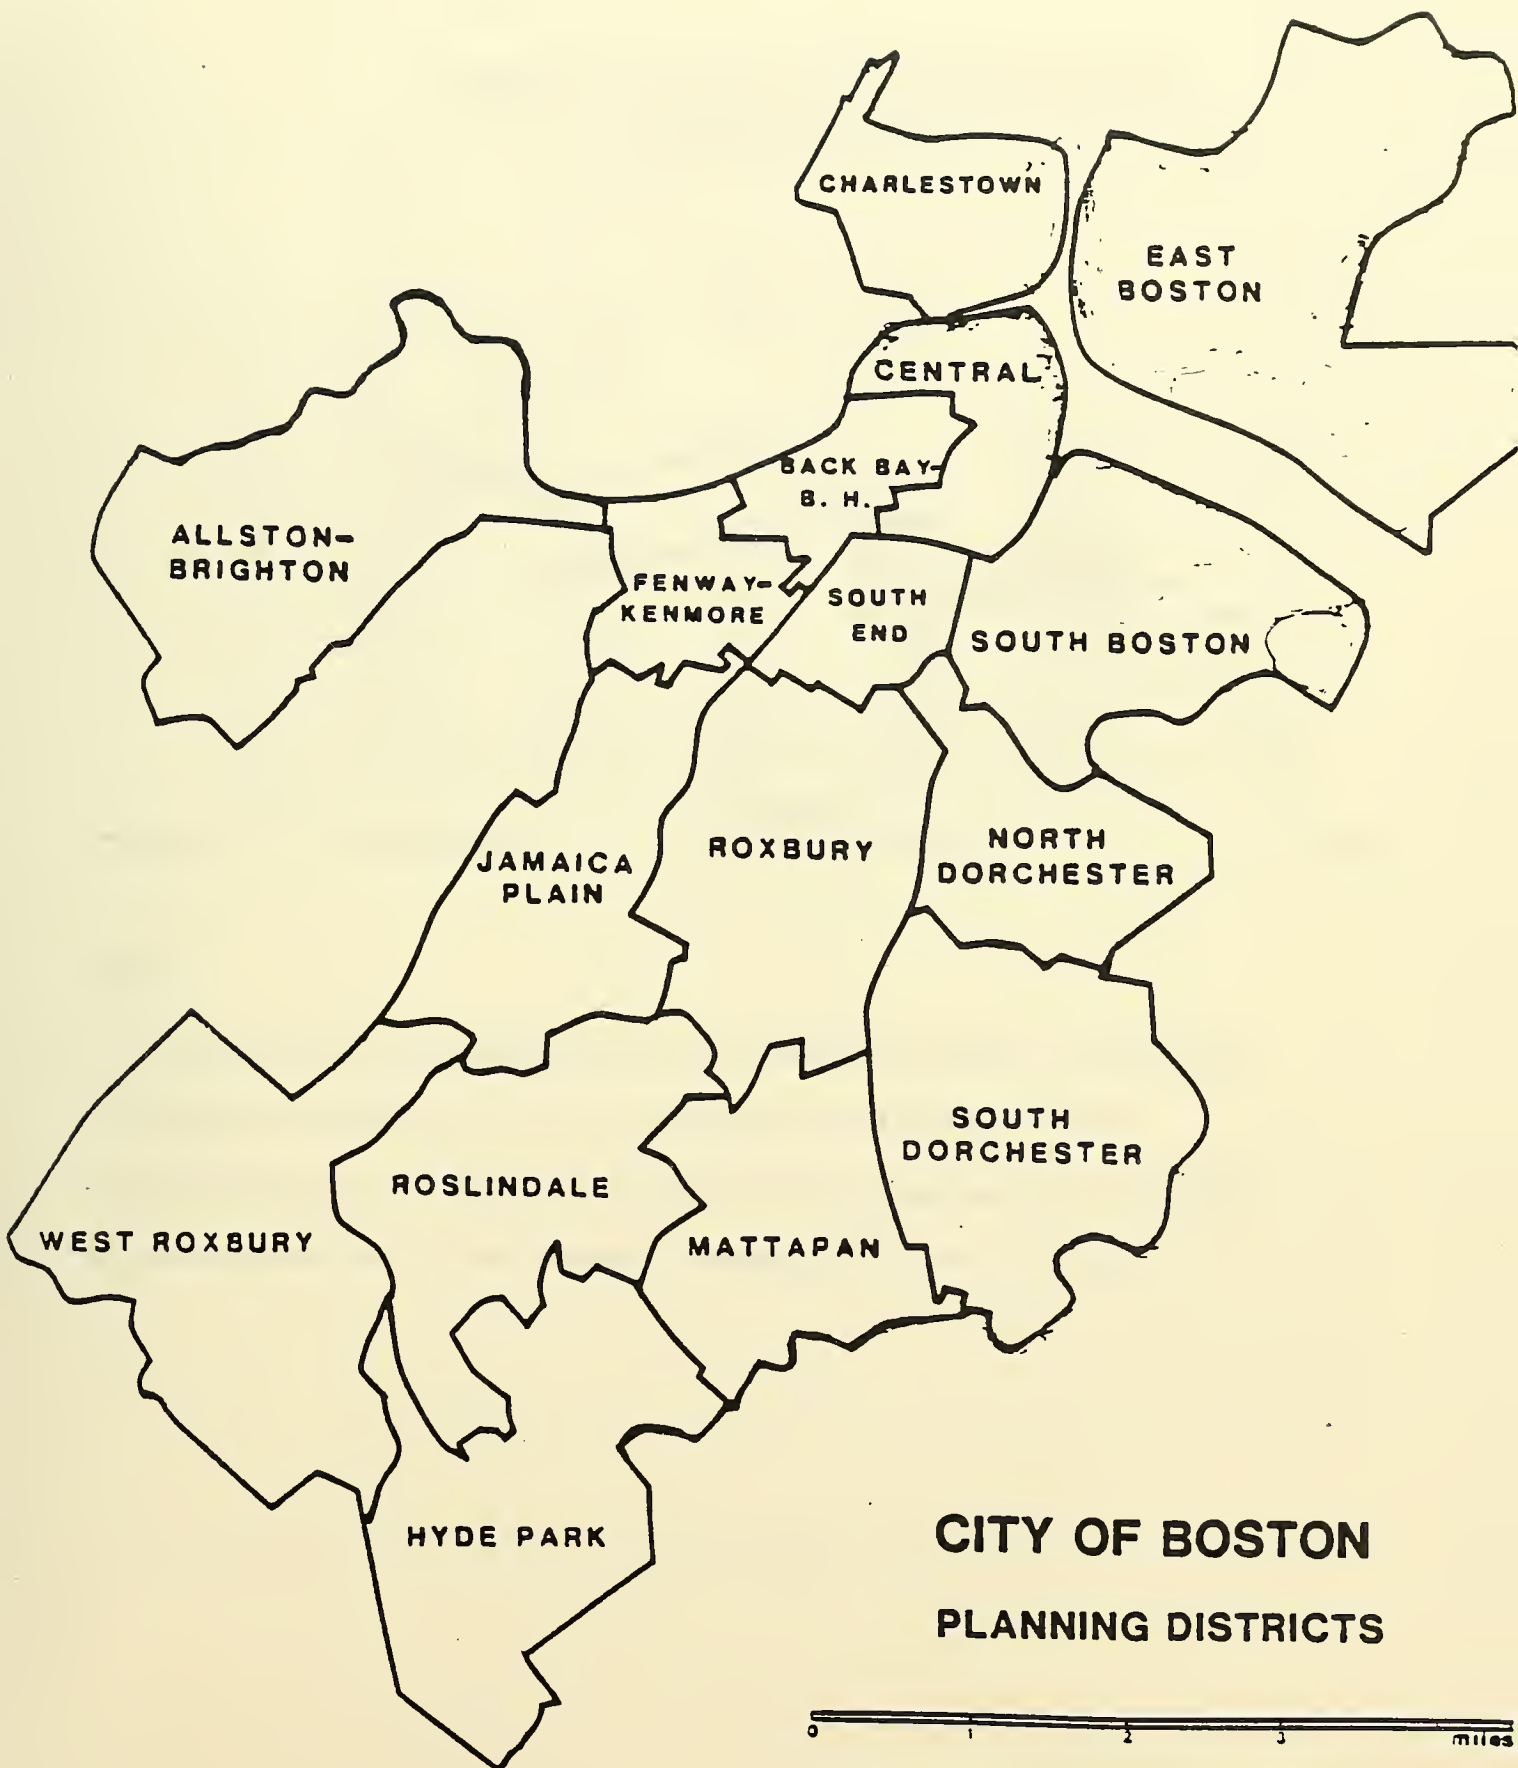 CHARLESTOWN
EAST
BOSTON
CENTRAL
BACK BAY-
B. H.
ALLSTON-
BRIGHTON
FENWAY-
KENMORE
SOUTH
END
SOUTH BOSTON
JAMAICA
PLAIN
ROXBURY
NORTH
DORCHESTER
SOUTH
DORCHESTER
ROSLINDALE
WEST ROXBURY
MATTAPAN
HYDE PARK
CITY OF BOSTON
PLANNING DISTRICTS
0 1 2 3 miles